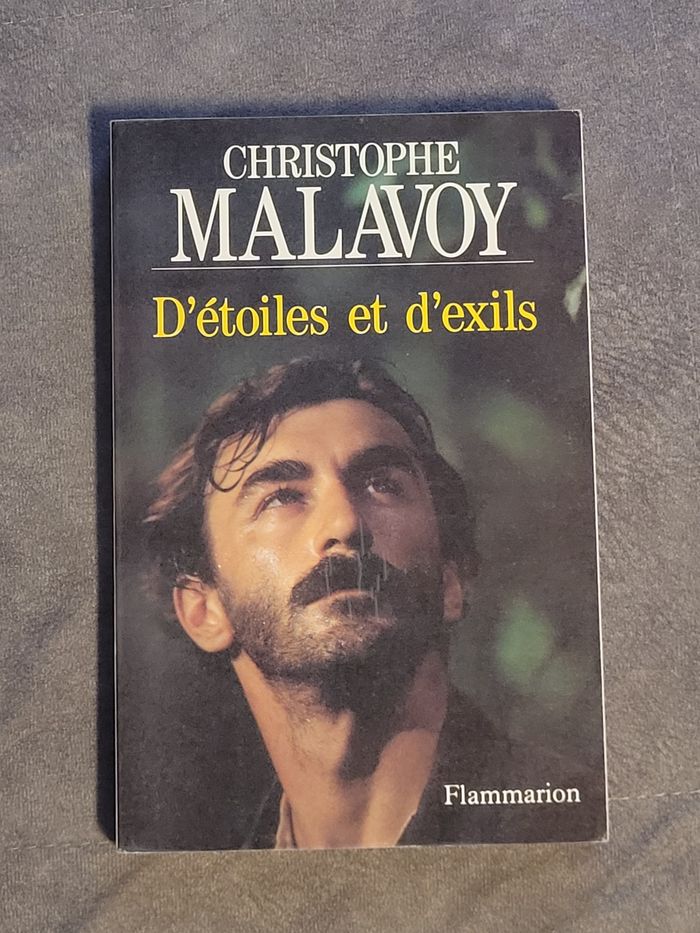 CHRISTOPHE
MALAVOY
D'étoiles et d'exils
Flammarion